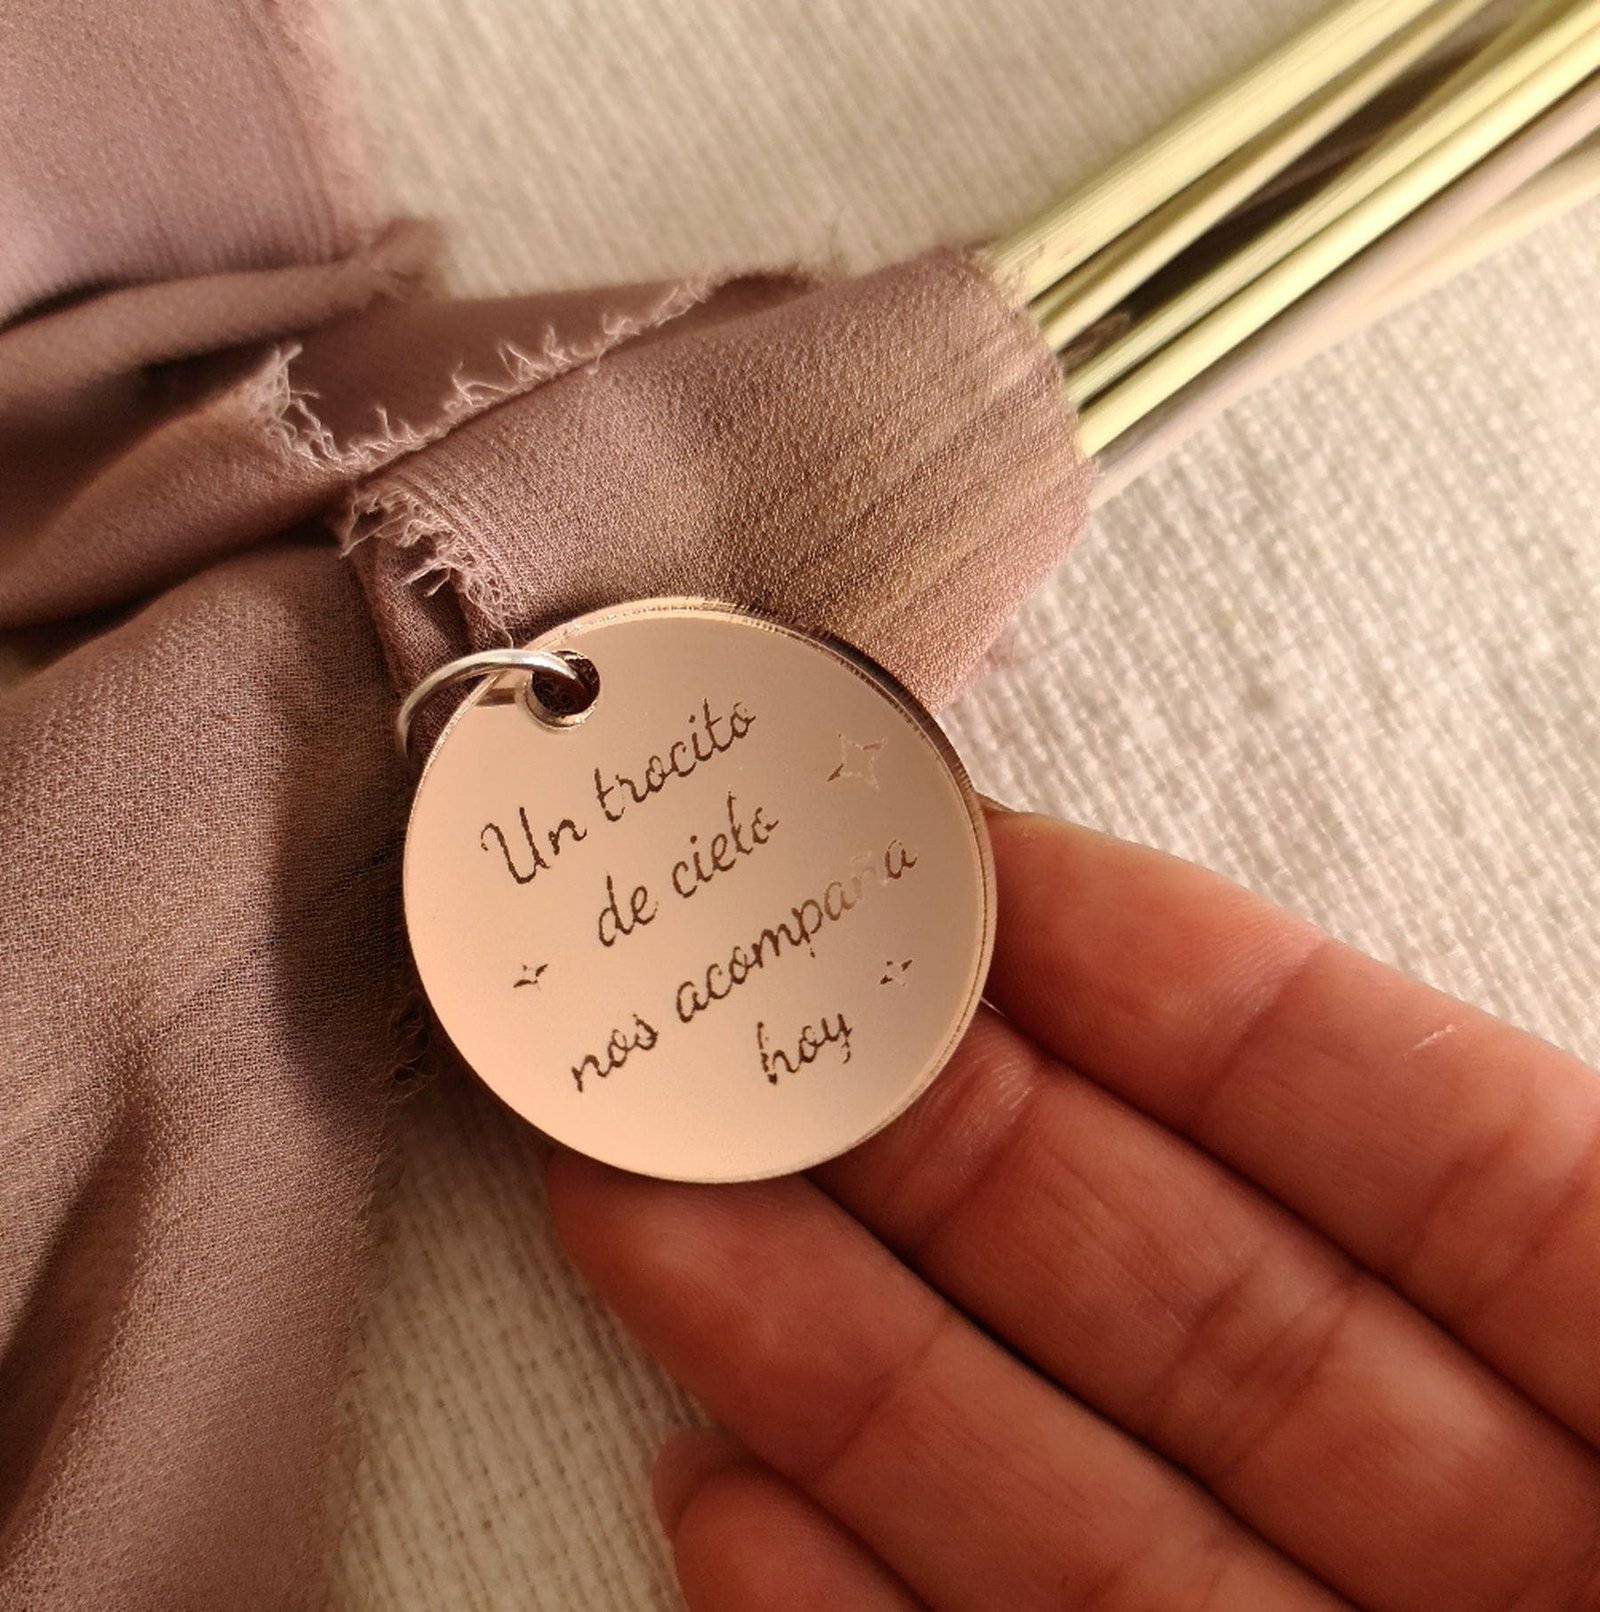 Un trocito
de cielo
nos acompaña
hoy